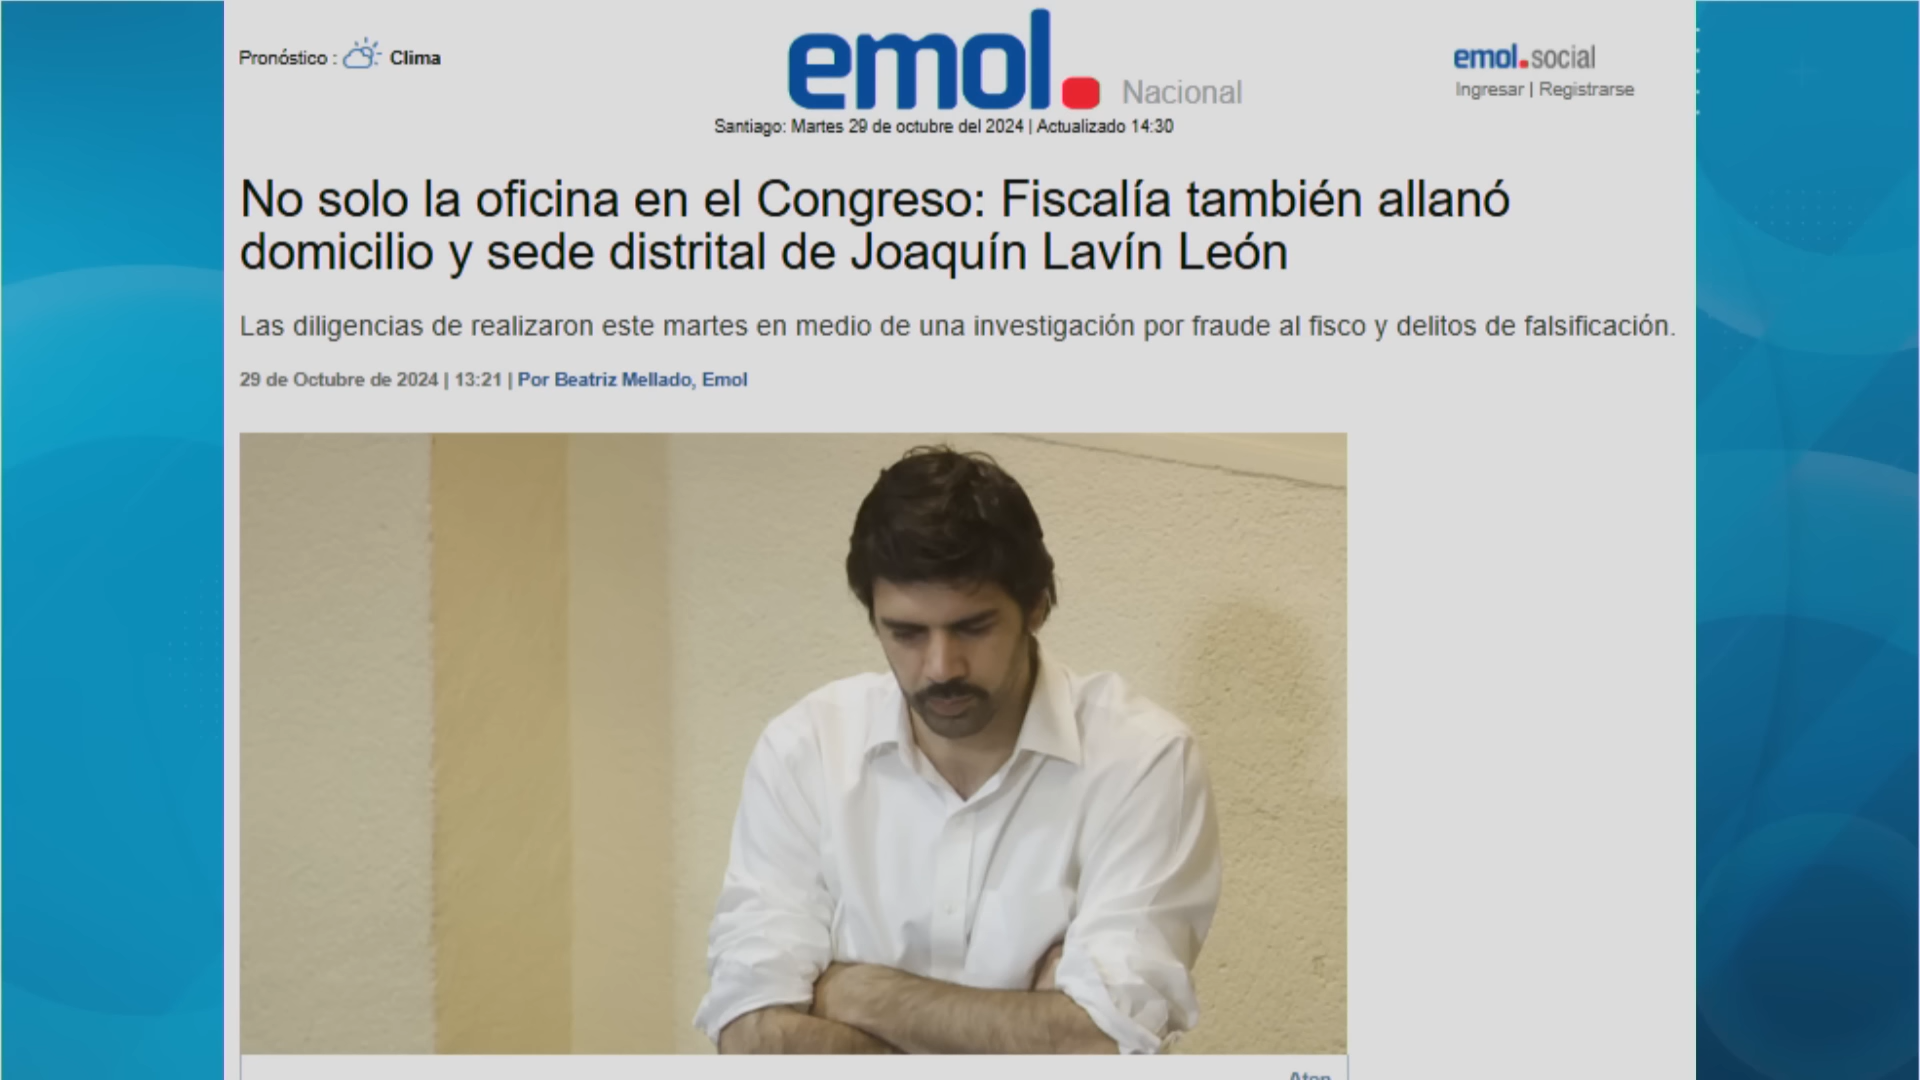 Pronóstico : Clima
emol. Nacional
emol.social
Ingresar | Registrarse
Santiago: Martes 29 de octubre del 2024 | Actualizado 14:30
No solo la oficina en el Congreso: Fiscalía también allanó
domicilio y sede distrital de Joaquín Lavín León
Las diligencias de realizaron este martes en medio de una investigación por fraude al fisco y delitos de falsificación.
29 de Octubre de 2024 | 13:21 | Por Beatriz Mellado, Emol
Aton